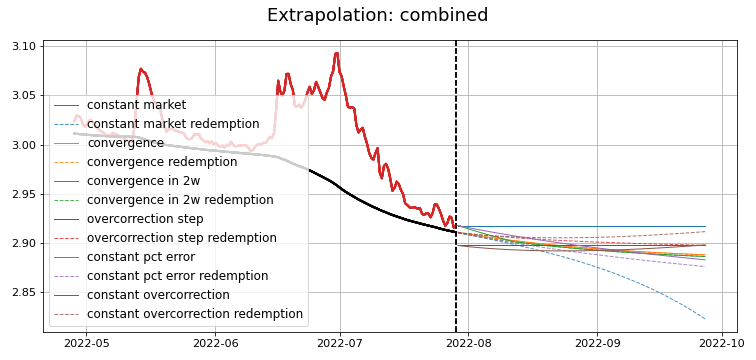 Extrapolation: combined
3.10
3.05
3.00
2.95
2.90
2.85
constant market
constant market redemption
convergence
convergence redemption
convergence in 2w
convergence in 2w redemption
overcorrection step
overcorrection step redemption
constant pct error
constant pct error redemption
constant overcorrection
constant overcorrection redemption
2022-05 2022-06 2022-07 2022-08 2022-09 2022-10